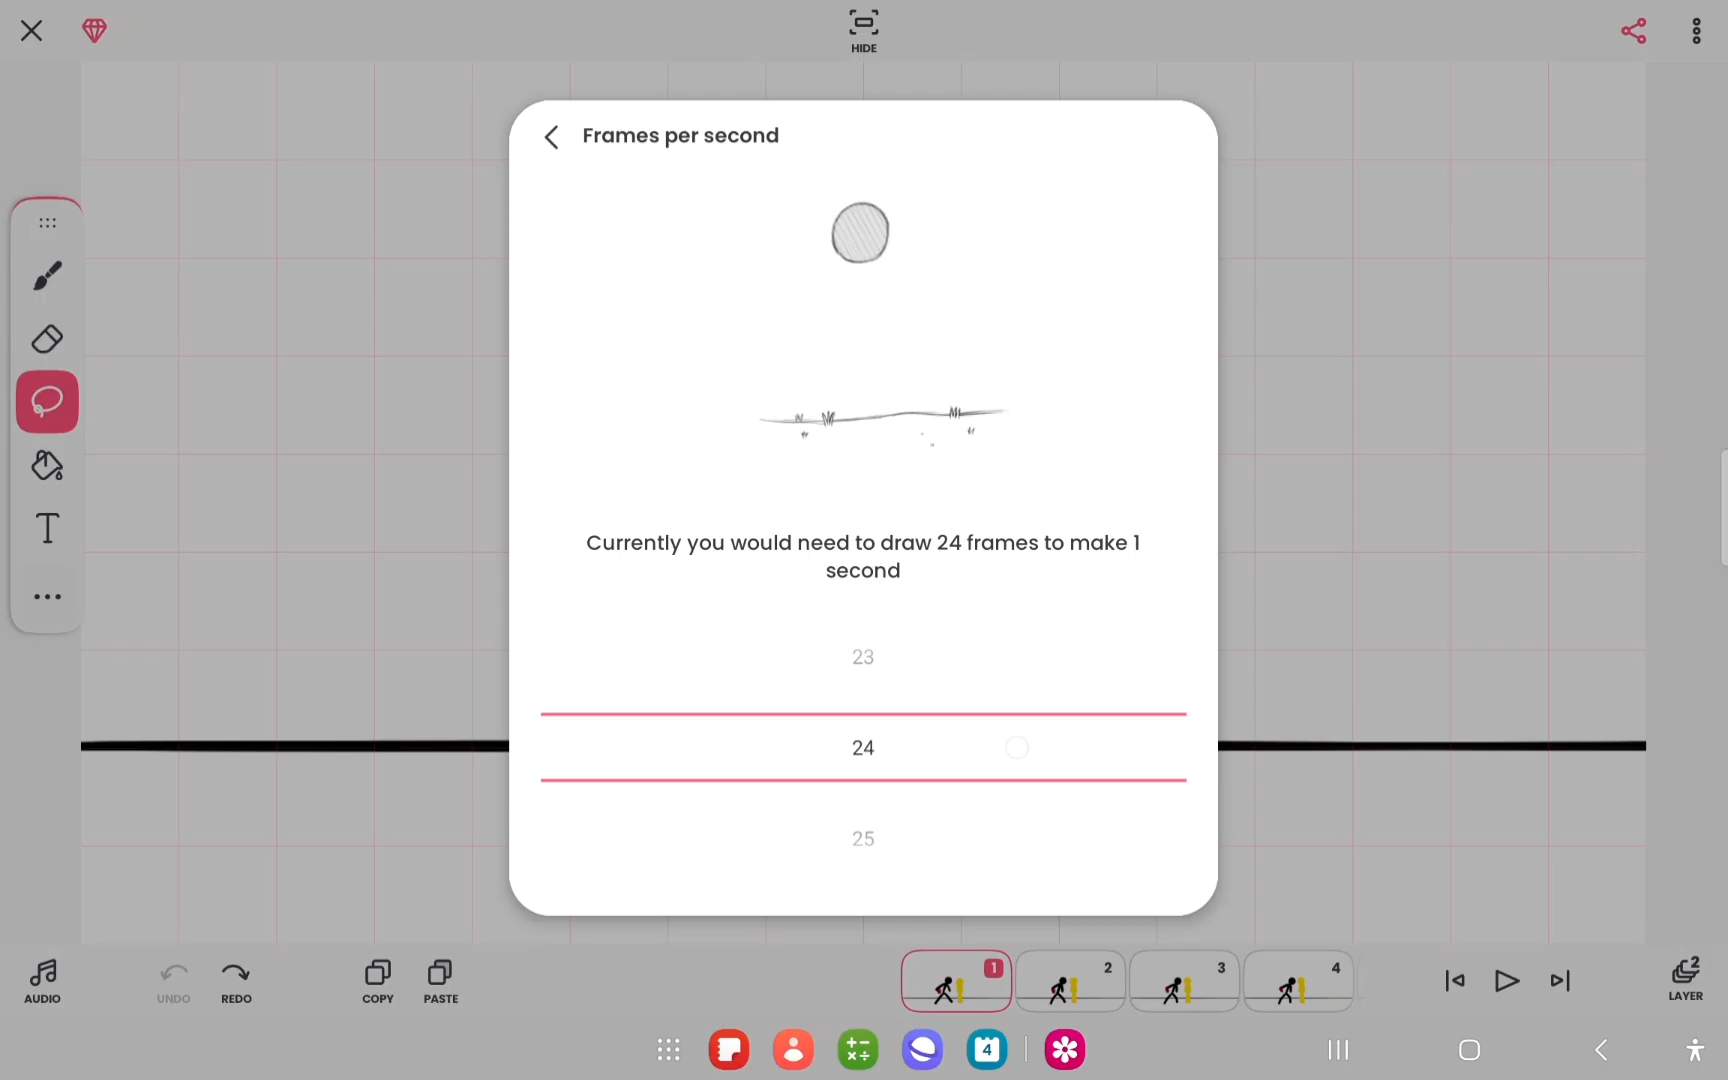 HIDE
Frames per second
Currently you would need to draw 24 frames to make 1
second
23
24
25
AUDIO
UNDO
REDO
COPY
PASTE
1
2
3
4
2
LAYER
4